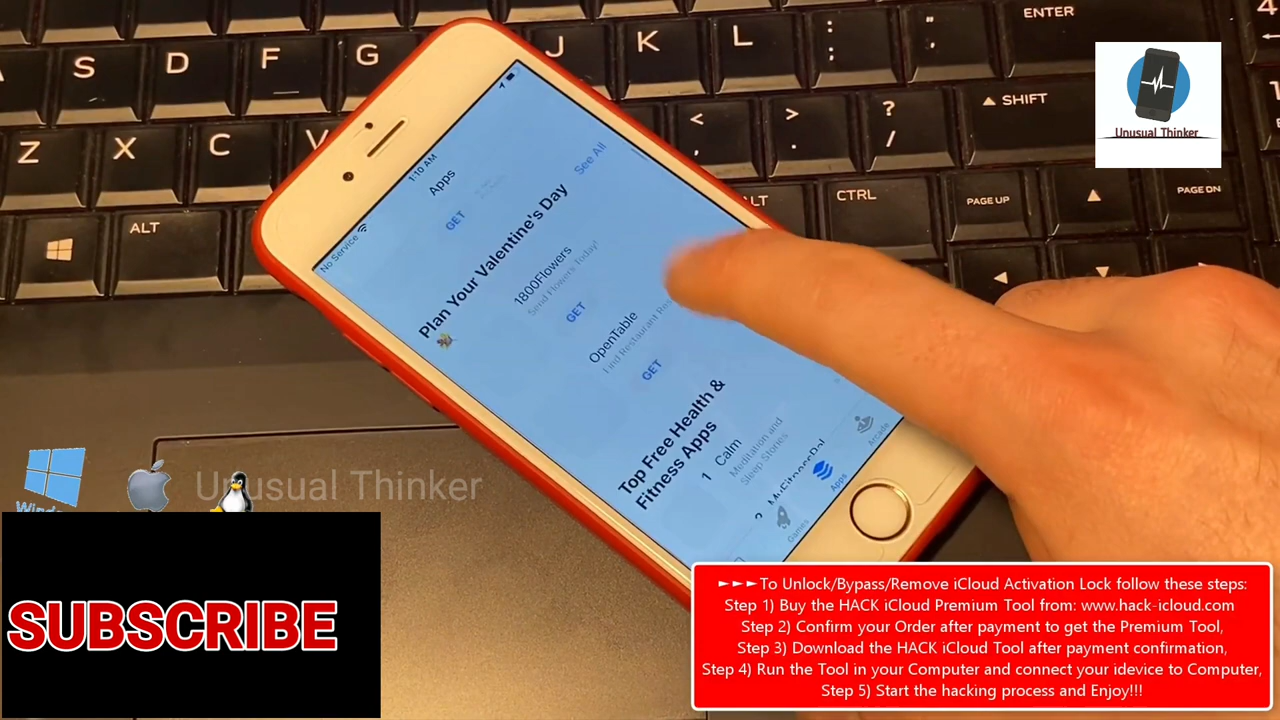 ENTER
S D F G J K L : ; " ,
Z X C V < , > . ? / SHIFT
ALT
ALT CTRL PAGE UP PAGE DN
Unusual Thinker
No Service
1:10 AM
Apps
GET
Plan Your Valentine's Day
See All
1800Flowers
Send Flowers Today!
GET
OpenTable
Find Restaurant
GET
Top Free Health &
Fitness Apps
1 Calm
Meditation and
Sleep Stories
2
Games
Apps
Arcade
Unusual Thinker
SUBSCRIBE
►►►To Unlock/Bypass/Remove iCloud Activation Lock follow these steps:
Step 1) Buy the HACK iCloud Premium Tool from: www.hack-icloud.com
Step 2) Confirm your Order after payment to get the Premium Tool,
Step 3) Download the HACK iCloud Tool after payment confirmation,
Step 4) Run the Tool in your Computer and connect your idevice to Computer,
Step 5) Start the hacking process and Enjoy!!!